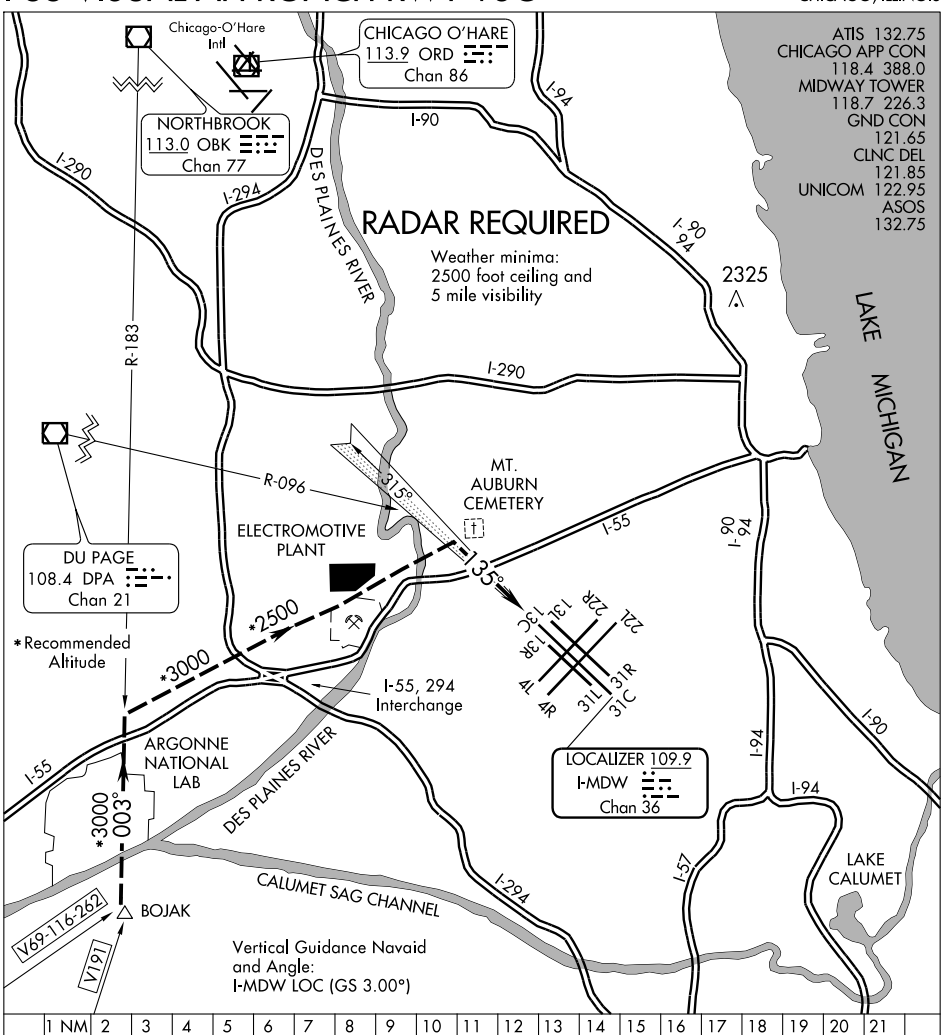 Chicago-O'Hare
Intl
CHICAGO O'HARE
113.9 ORD
Chan 86
ATIS 132.75
CHICAGO APP CON
118.4 388.0
MIDWAY TOWER
118.7 226.3
GND CON
121.65
CLNC DEL
121.85
UNICOM 122.95
ASOS
132.75
NORTHBROOK
113.0 OBK
Chan 77
I-94
I-90
I-290
I-294
DES PLAINES RIVER
RADAR REQUIRED
Weather minima:
2500 foot ceiling and
5 mile visibility
I-90
94
2325
LAKE MICHIGAN
R-183
I-290
R-096
315°
MT.
AUBURN
CEMETERY
I-55
I-90
94
ELECTROMOTIVE
PLANT
DU PAGE
108.4 DPA
Chan 21
*Recommended
Altitude
*2500
*3000
135°
13C
13L
13R
22R
22L
4L
4R
31L
31C
31R
I-55, 294
Interchange
I-55
ARGONNE
NATIONAL
LAB
*3000
003°
DES PLAINES RIVER
LOCALIZER 109.9
I-MDW
Chan 36
I-94
I-90
I-94
I-57
LAKE
CALUMET
I-294
CALUMET SAG CHANNEL
BOJAK
V69-116-262
V191
Vertical Guidance Navaid
and Angle:
I-MDW LOC (GS 3.00°)
1 NM 2 3 4 5 6 7 8 9 10 11 12 13 14 15 16 17 18 19 20 21